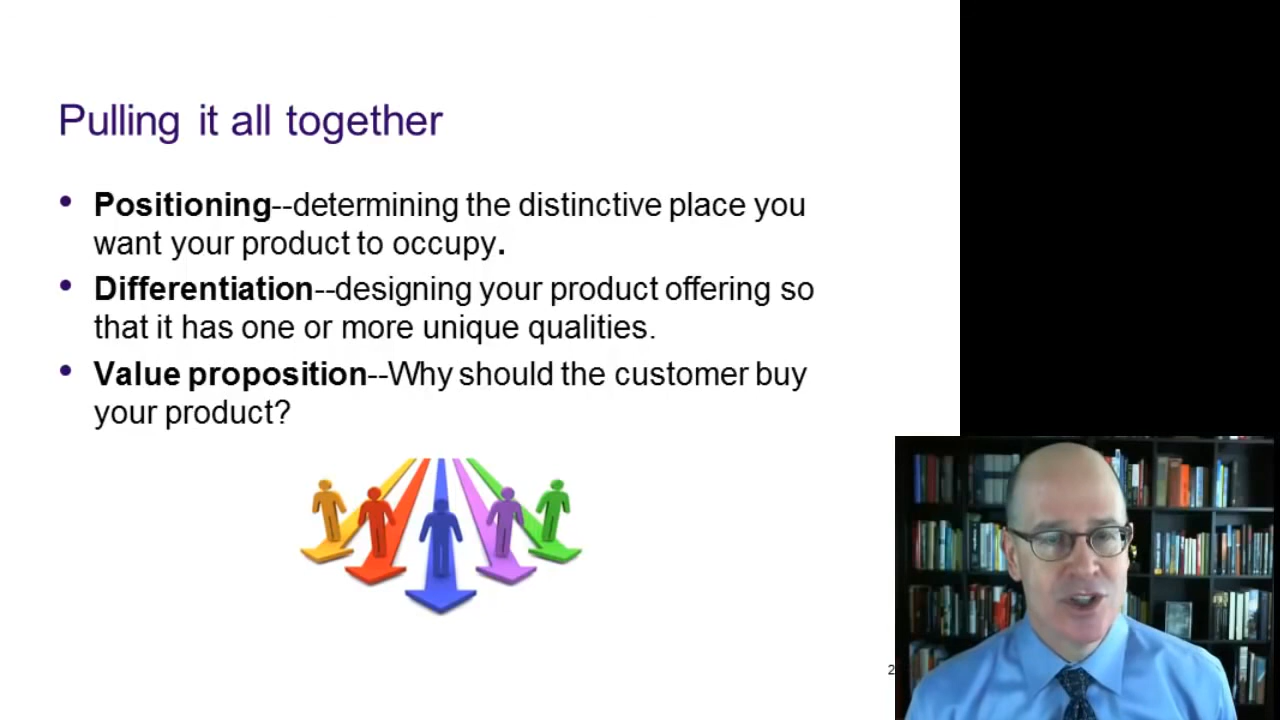 Pulling it all together
• Positioning--determining the distinctive place you
want your product to occupy.
• Differentiation--designing your product offering so
that it has one or more unique qualities.
• Value proposition--Why should the customer buy
your product?
2